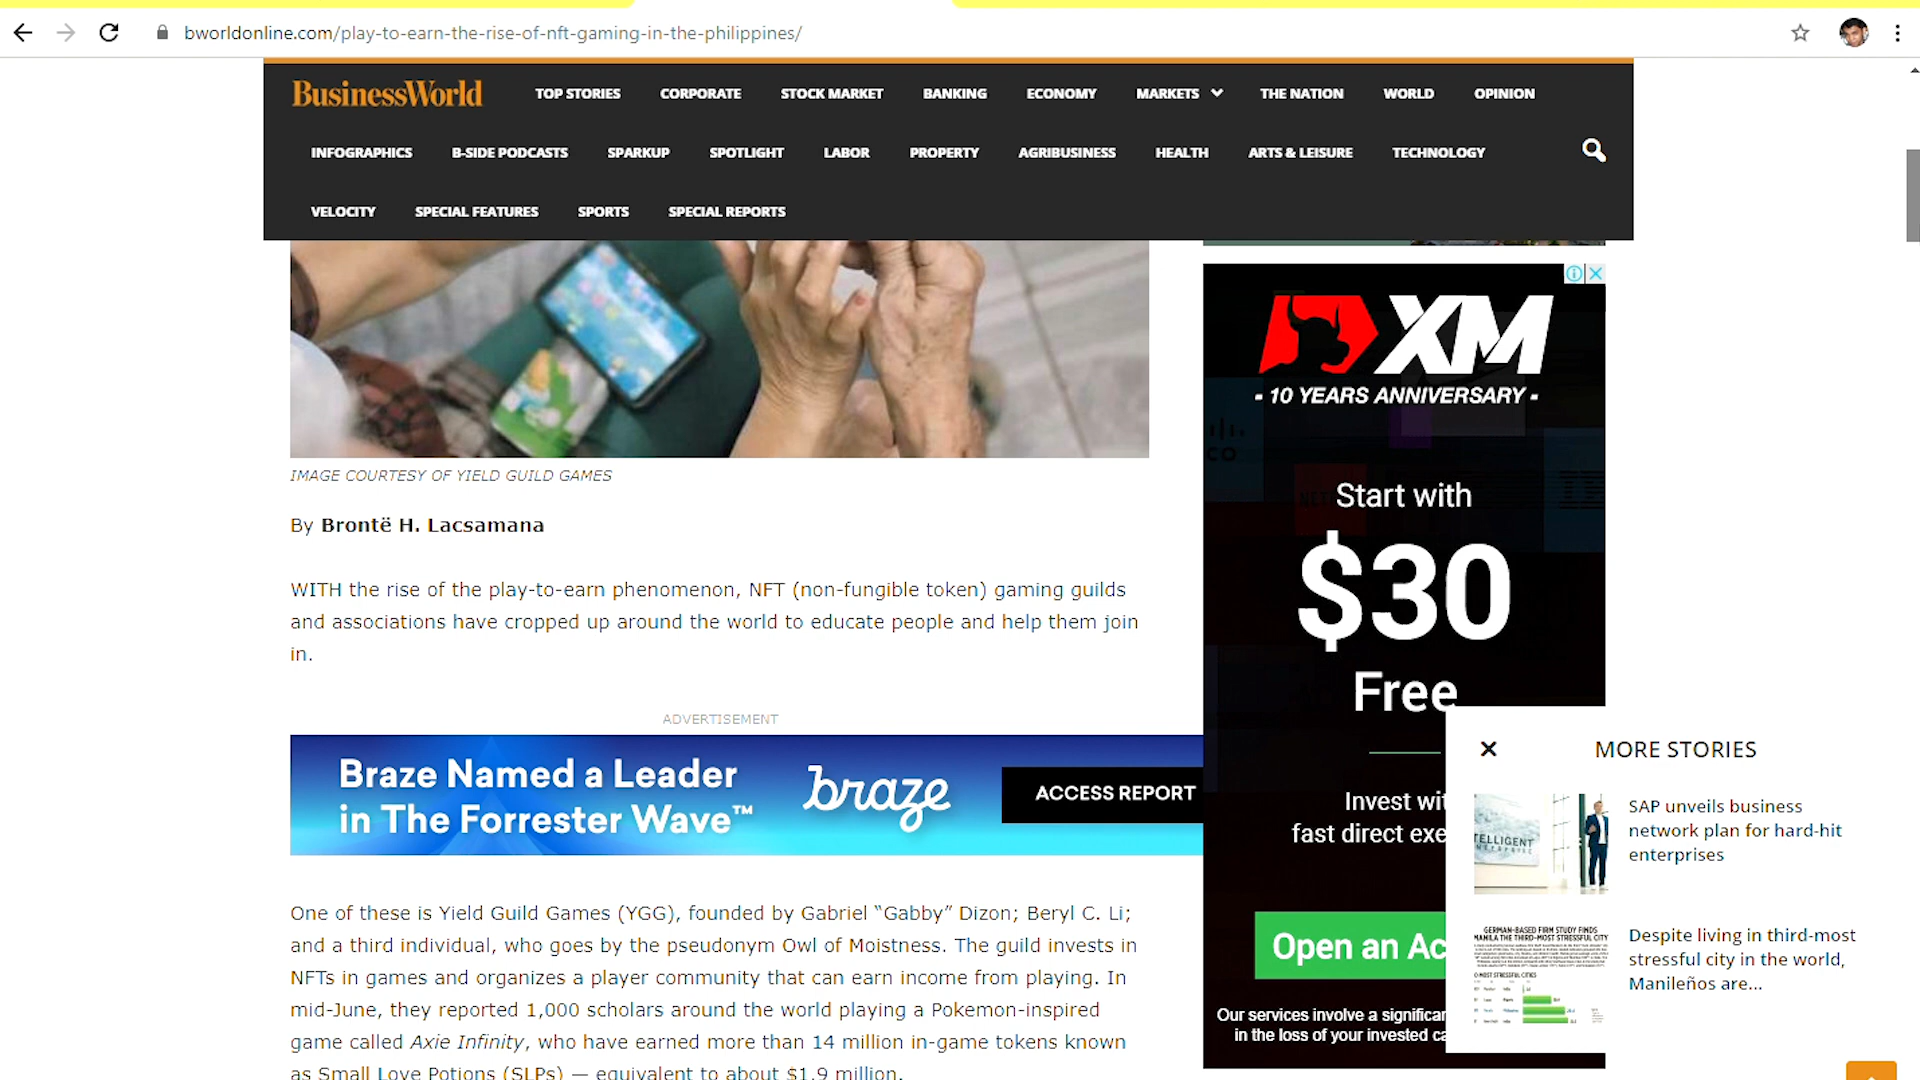 bworldonline.com/play-to-earn-the-rise-of-nft-gaming-in-the-philippines/
BusinessWorld
TOP STORIES CORPORATE STOCK MARKET BANKING ECONOMY MARKETS THE NATION WORLD OPINION
INFOGRAPHICS B-SIDE PODCASTS SPARKUP SPOTLIGHT LABOR PROPERTY AGRIBUSINESS HEALTH ARTS & LEISURE TECHNOLOGY
VELOCITY SPECIAL FEATURES SPORTS SPECIAL REPORTS
IMAGE COURTESY OF YIELD GUILD GAMES
By Brontë H. Lacsamana
WITH the rise of the play-to-earn phenomenon, NFT (non-fungible token) gaming guilds
and associations have cropped up around the world to educate people and help them join
in.
ADVERTISEMENT
Braze Named a Leader
in The Forrester Wave™
braze
ACCESS REPORT
One of these is Yield Guild Games (YGG), founded by Gabriel “Gabby” Dizon; Beryl C. Li;
and a third individual, who goes by the pseudonym Owl of Moistness. The guild invests in
NFTs in games and organizes a player community that can earn income from playing. In
mid-June, they reported 1,000 scholars around the world playing a Pokemon-inspired
game called Axie Infinity, who have earned more than 14 million in-game tokens known
as Small Love Potions (SLPs) — equivalent to about $1.9 million.
XM
- 10 YEARS ANNIVERSARY -
Start with
$30
Free
Invest wit
fast direct exe
Open an Ac
Our services involve a significan
in the loss of your invested ca
MORE STORIES
TELLIGENT
SAP unveils business
network plan for hard-hit
enterprises
GERMAN-BASED FIRM STUDY FINDS
MANILA THE THIRD-MOST STRESSFUL CITY
Despite living in third-most
stressful city in the world,
Manileños are...